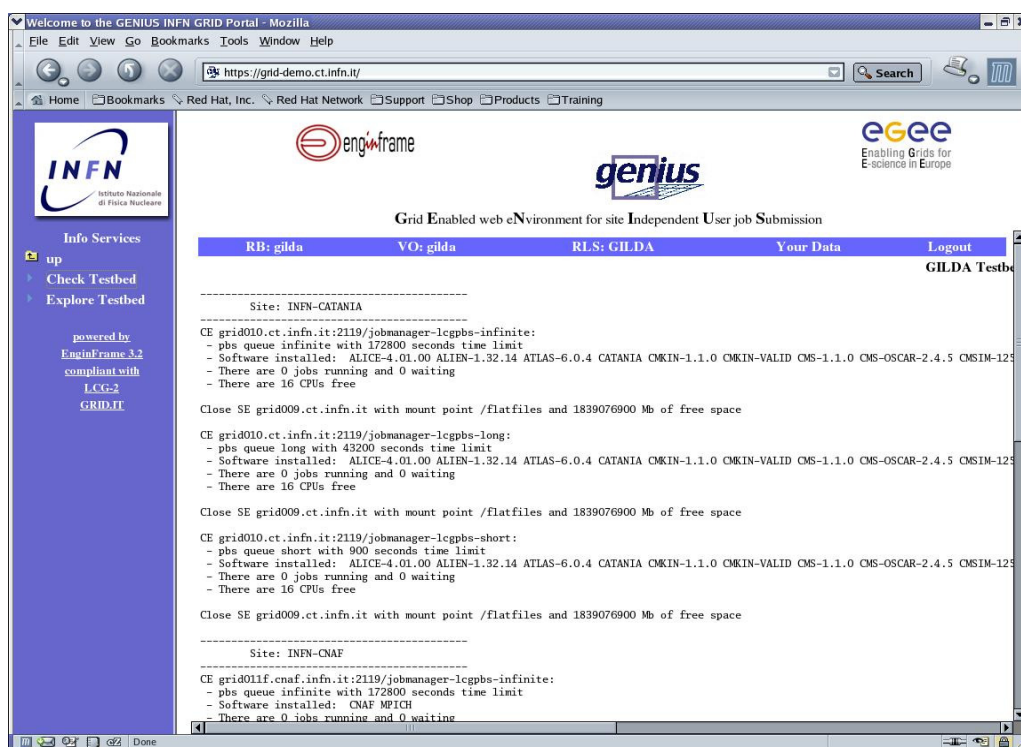 Welcome to the GENIUS INFN GRID Portal - Mozilla
File Edit View Go Bookmarks Tools Window Help
https://grid-demo.ct.infn.it/
Search
Home Bookmarks Red Hat, Inc. Red Hat Network Support Shop Products Training
INFN
Istituto Nazionale
di Fisica Nucleare
enginframe
genius
egee
Enabling Grids for
E-science in Europe
Grid Enabled web eNvironment for site Independent User job Submission
Info Services
up
Check Testbed
Explore Testbed
powered by
EnginFrame 3.2
compliant with
LCG-2
GRID.IT
RB: gilda VO: gilda RLS: GILDA Your Data Logout
GILDA Testbe
-------------------------------------------
Site: INFN-CATANIA
-------------------------------------------
CE grid010.ct.infn.it:2119/jobmanager-lcgpbs-infinite:
- pbs queue infinite with 172800 seconds time limit
- Software installed: ALICE-4.01.00 ALIEN-1.32.14 ATLAS-6.0.4 CATANIA CMKIN-1.1.0 CMKIN-VALID CMS-1.1.0 CMS-OSCAR-2.4.5 CMSIM-125
- There are 0 jobs running and 0 waiting
- There are 16 CPUs free
Close SE grid009.ct.infn.it with mount point /flatfiles and 1839076900 Mb of free space
CE grid010.ct.infn.it:2119/jobmanager-lcgpbs-long:
- pbs queue long with 43200 seconds time limit
- Software installed: ALICE-4.01.00 ALIEN-1.32.14 ATLAS-6.0.4 CATANIA CMKIN-1.1.0 CMKIN-VALID CMS-1.1.0 CMS-OSCAR-2.4.5 CMSIM-125
- There are 0 jobs running and 0 waiting
- There are 16 CPUs free
Close SE grid009.ct.infn.it with mount point /flatfiles and 1839076900 Mb of free space
CE grid010.ct.infn.it:2119/jobmanager-lcgpbs-short:
- pbs queue short with 900 seconds time limit
- Software installed: ALICE-4.01.00 ALIEN-1.32.14 ATLAS-6.0.4 CATANIA CMKIN-1.1.0 CMKIN-VALID CMS-1.1.0 CMS-OSCAR-2.4.5 CMSIM-125
- There are 0 jobs running and 0 waiting
- There are 16 CPUs free
Close SE grid009.ct.infn.it with mount point /flatfiles and 1839076900 Mb of free space
-------------------------------------------
Site: INFN-CNAF
-------------------------------------------
CE grid011f.cnaf.infn.it:2119/jobmanager-lcgpbs-infinite:
- pbs queue infinite with 172800 seconds time limit
- Software installed: CNAF MPICH
- There are 0 jobs running and 0 waiting
Done